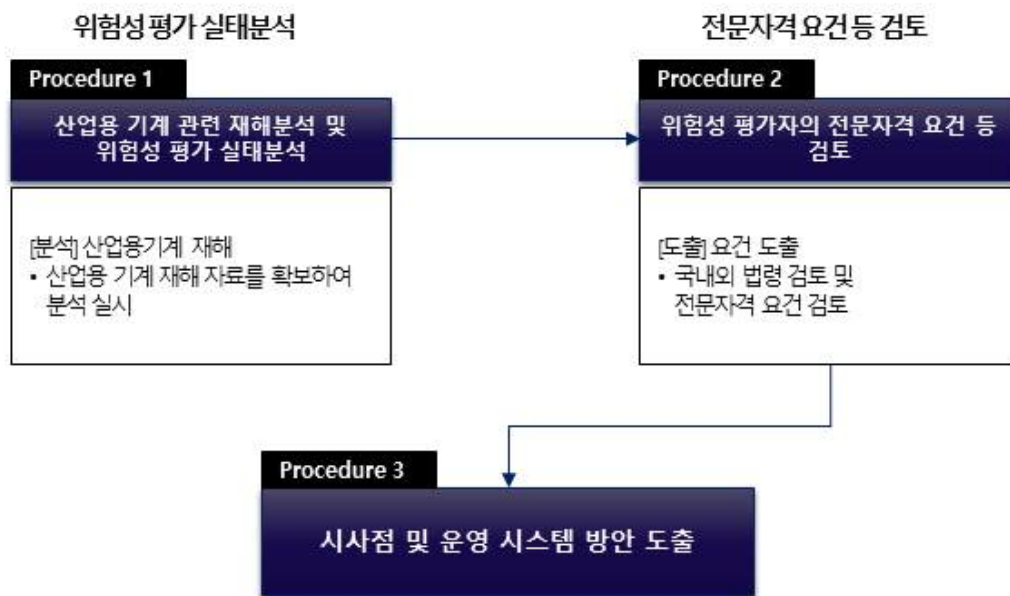 위험성 평가 실태분석
Procedure 1
산업용 기계 관련 재해분석 및
위험성 평가 실태분석
[분석] 산업용기계 재해
• 산업용 기계 재해 자료를 확보하여
분석 실시
전문자격 요건 등 검토
Procedure 2
위험성 평가자의 전문자격 요건 등
검토
[도출] 요건 도출
• 국내외 법령 검토 및
전문자격 요건 검토
Procedure 3
시사점 및 운영 시스템 방안 도출